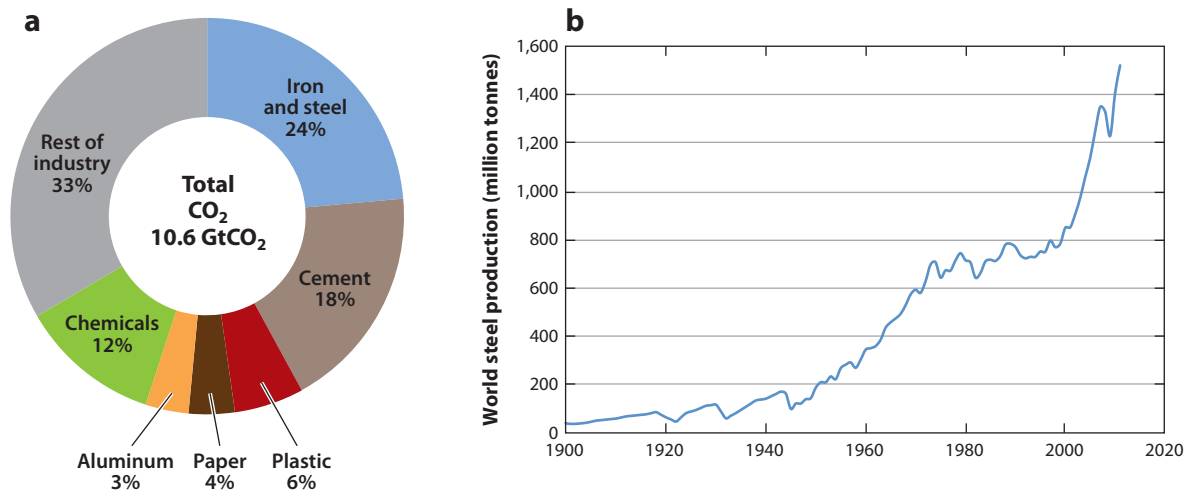 a
Iron
and steel
24%
Cement
18%
Plastic
6%
Paper
4%
Aluminum
3%
Chemicals
12%
Rest of
industry
33%
Total
CO₂
10.6 GtCO₂
b
World steel production (million tonnes)
1,600
1,400
1,200
1,000
800
600
400
200
0
1900
1920
1940
1960
1980
2000
2020